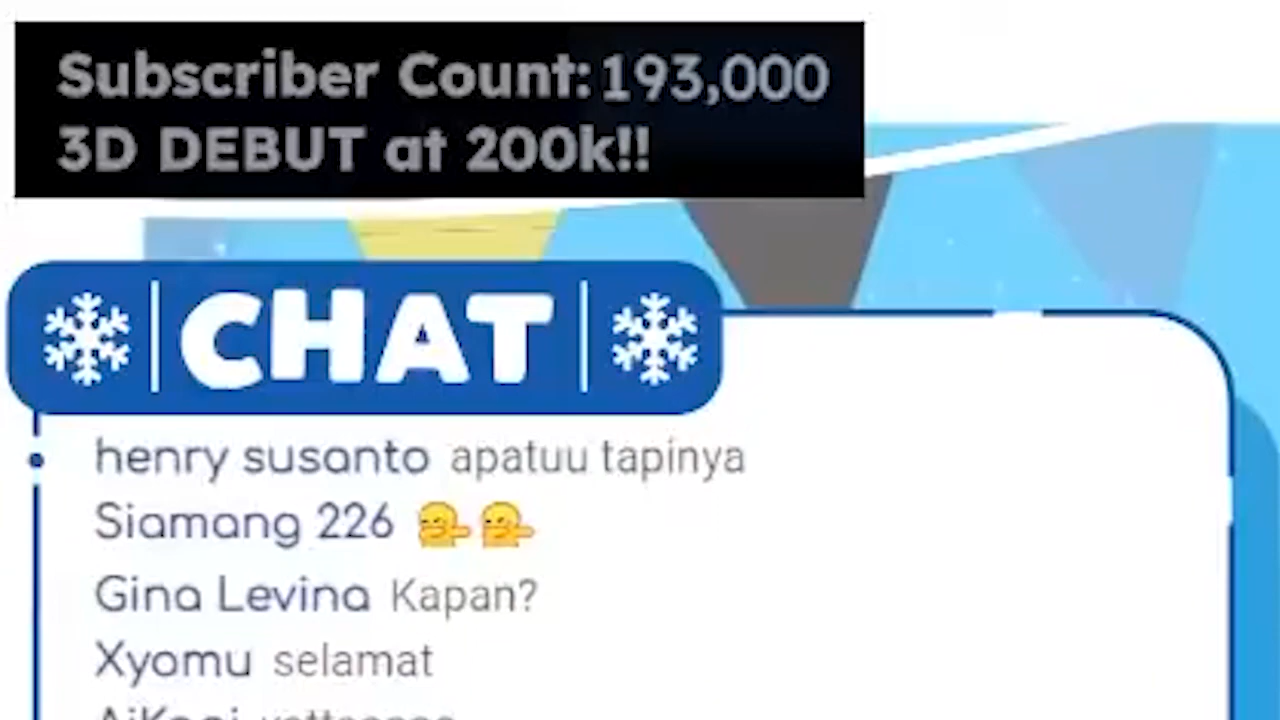 Subscriber Count: 193,000
3D DEBUT at 200k!!
CHAT
henry susanto apatuu tapinya
Siamang 226
Gina Levina Kapan?
Xyomu selamat